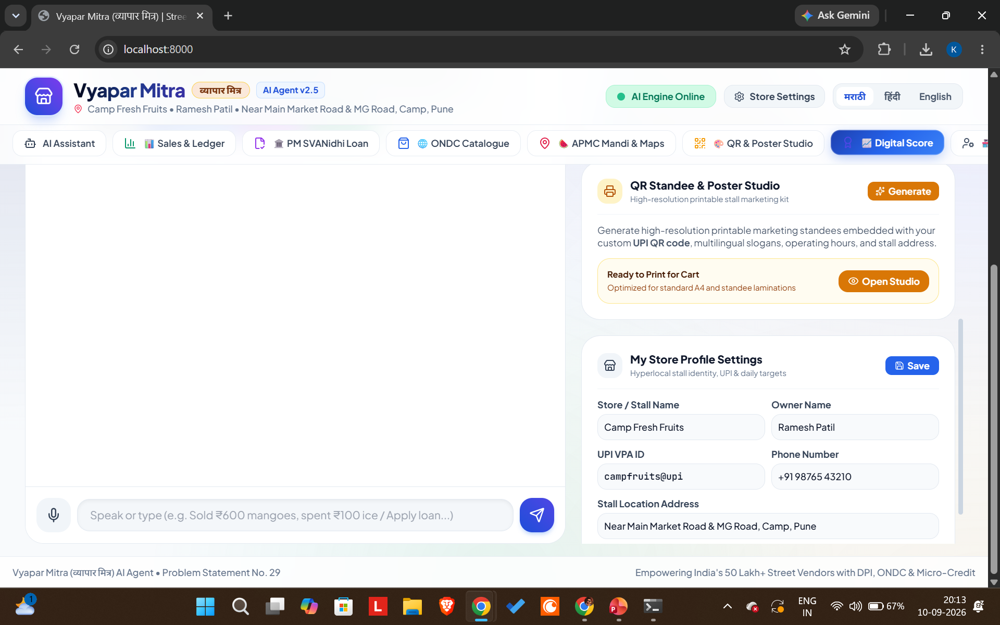 Vyapar Mitra (व्यापार मित्र) | Stree
Ask Gemini
localhost:8000
K
Vyapar Mitra
व्यापार मित्र
AI Agent v2.5
Camp Fresh Fruits • Ramesh Patil • Near Main Market Road & MG Road, Camp, Pune
AI Engine Online
Store Settings
मराठी
हिंदी
English
AI Assistant
Sales & Ledger
PM SVANidhi Loan
ONDC Catalogue
APMC Mandi & Maps
QR & Poster Studio
Digital Score
QR Standee & Poster Studio
High-resolution printable stall marketing kit
Generate
Generate high-resolution printable marketing standees embedded with your
custom UPI QR code, multilingual slogans, operating hours, and stall address.
Ready to Print for Cart
Optimized for standard A4 and standee laminations
Open Studio
My Store Profile Settings
Hyperlocal stall identity, UPI & daily targets
Save
Store / Stall Name
Owner Name
Camp Fresh Fruits
Ramesh Patil
UPI VPA ID
Phone Number
campfruits@upi
+91 98765 43210
Stall Location Address
Near Main Market Road & MG Road, Camp, Pune
Speak or type (e.g. Sold ₹600 mangoes, spent ₹100 ice / Apply loan...)
Vyapar Mitra (व्यापार मित्र) AI Agent • Problem Statement No. 29
Empowering India's 50 Lakh+ Street Vendors with DPI, ONDC & Micro-Credit
1
L
P
ENG
IN
67%
20:13
10-09-2026